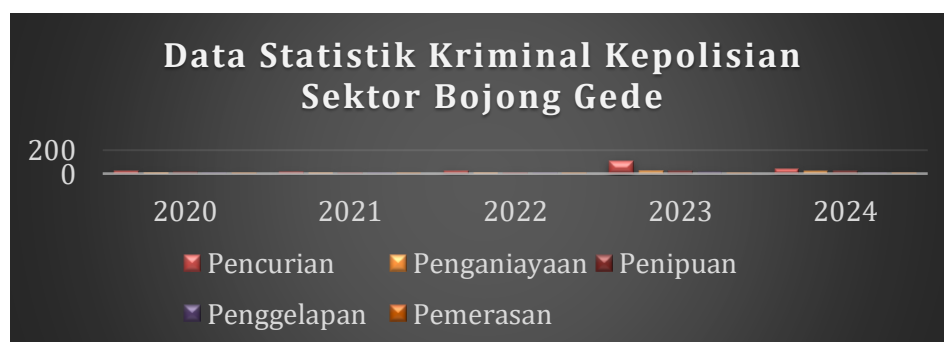 Data Statistik Kriminal Kepolisian
Sektor Bojong Gede
200
0
2020 2021 2022 2023 2024
Pencurian Penganiayaan Penipuan
Penggelapan Pemerasan